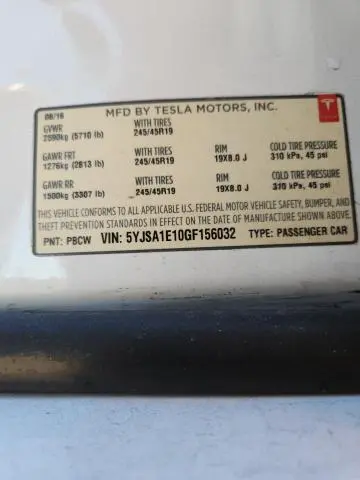 MFD BY TESLA MOTORS, INC.
08/16
GVWR WITH TIRES
2590kg (5710 lb) 245/45R19
GAWR FRT WITH TIRES RIM COLD TIRE PRESSURE
1276kg (2813 lb) 245/45R19 19X8.0 J 310 kPa, 45 psi
GAWR RR WITH TIRES RIM COLD TIRE PRESSURE
1500kg (3307 lb) 245/45R19 19X8.0 J 310 kPa, 45 psi
THIS VEHICLE CONFORMS TO ALL APPLICABLE U.S. FEDERAL MOTOR VEHICLE SAFETY, BUMPER, AND
THEFT PREVENTION STANDARDS IN EFFECT ON THE DATE OF MANUFACTURE SHOWN ABOVE.
PNT: PBCW VIN: 5YJSA1E10GF156032 TYPE: PASSENGER CAR